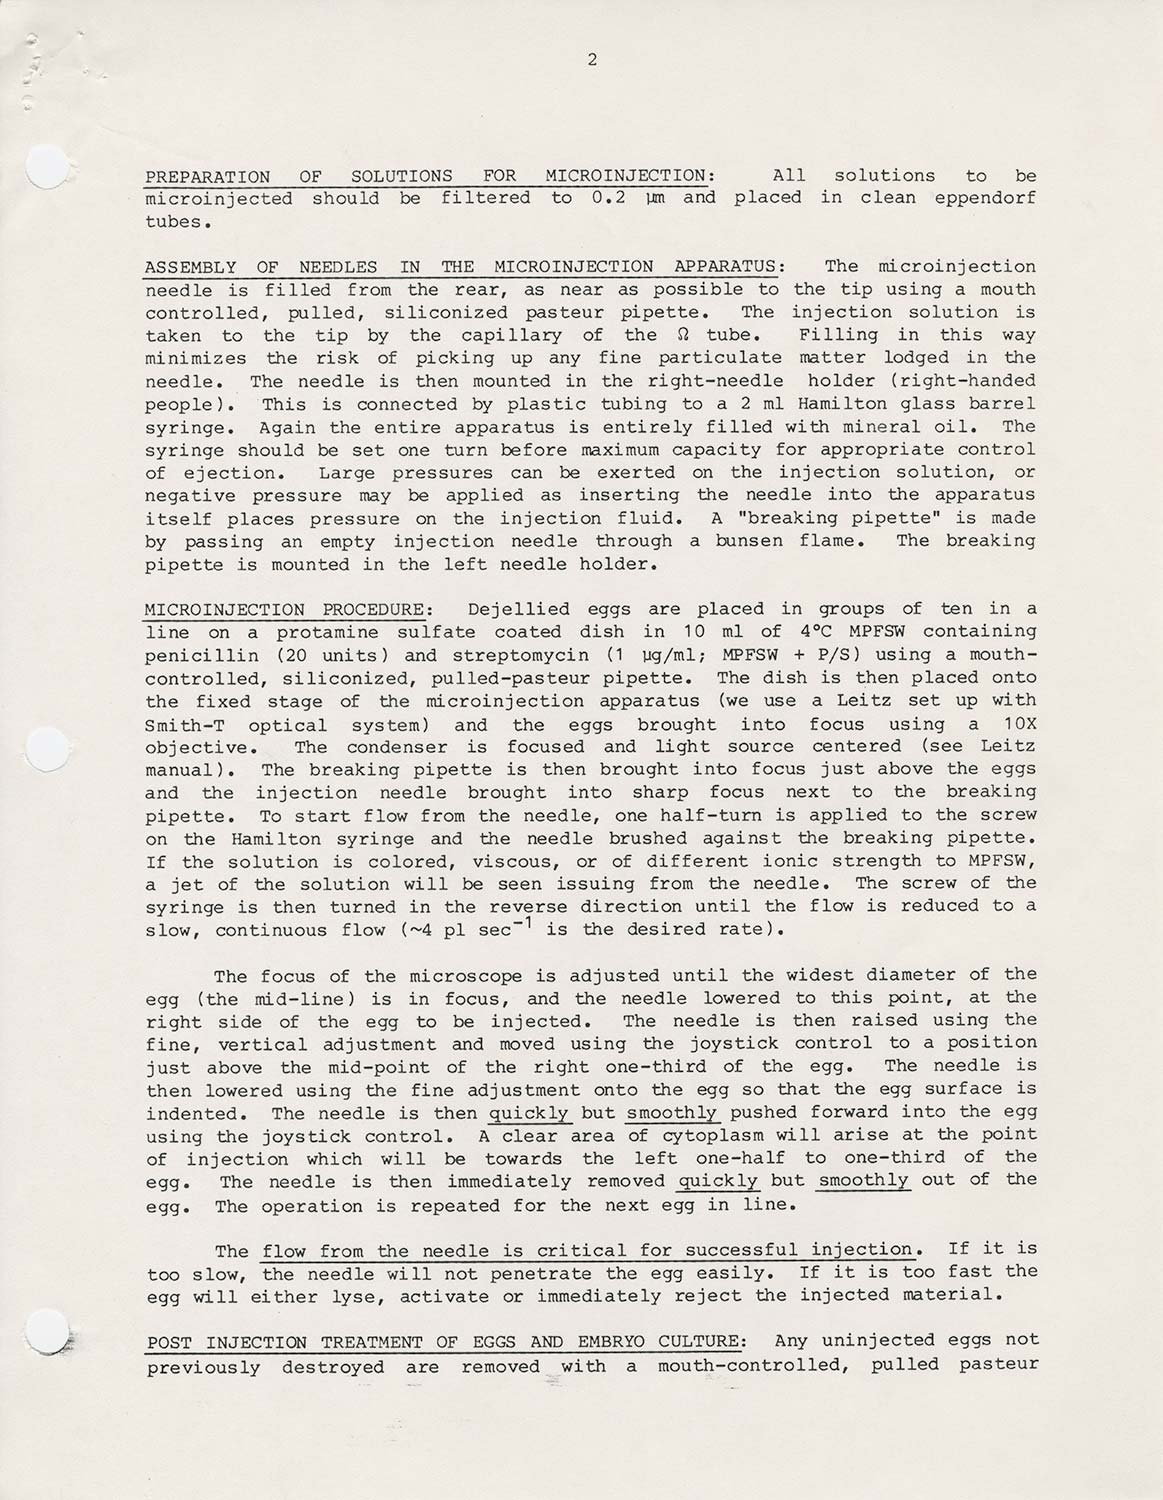 2
PREPARATION OF SOLUTIONS FOR MICROINJECTION: All solutions to be
microinjected should be filtered to 0.2 µm and placed in clean eppendorf
tubes.
ASSEMBLY OF NEEDLES IN THE MICROINJECTION APPARATUS: The microinjection
needle is filled from the rear, as near as possible to the tip using a mouth
controlled, pulled, siliconized pasteur pipette. The injection solution is
taken to the tip by the capillary of the Ω tube. Filling in this way
minimizes the risk of picking up any fine particulate matter lodged in the
needle. The needle is then mounted in the right-needle holder (right-handed
people). This is connected by plastic tubing to a 2 ml Hamilton glass barrel
syringe. Again the entire apparatus is entirely filled with mineral oil. The
syringe should be set one turn before maximum capacity for appropriate control
of ejection. Large pressures can be exerted on the injection solution, or
negative pressure may be applied as inserting the needle into the apparatus
itself places pressure on the injection fluid. A "breaking pipette" is made
by passing an empty injection needle through a bunsen flame. The breaking
pipette is mounted in the left needle holder.
MICROINJECTION PROCEDURE: Dejellied eggs are placed in groups of ten in a
line on a protamine sulfate coated dish in 10 ml of 4°C MPFSW containing
penicillin (20 units) and streptomycin (1 µg/ml; MPFSW + P/S) using a mouth-
controlled, siliconized, pulled-pasteur pipette. The dish is then placed onto
the fixed stage of the microinjection apparatus (we use a Leitz set up with
Smith-T optical system) and the eggs brought into focus using a 10X
objective. The condenser is focused and light source centered (see Leitz
manual). The breaking pipette is then brought into focus just above the eggs
and the injection needle brought into sharp focus next to the breaking
pipette. To start flow from the needle, one half-turn is applied to the screw
on the Hamilton syringe and the needle brushed against the breaking pipette.
If the solution is colored, viscous, or of different ionic strength to MPFSW,
a jet of the solution will be seen issuing from the needle. The screw of the
syringe is then turned in the reverse direction until the flow is reduced to a
slow, continuous flow (~4 pl sec⁻¹ is the desired rate).
The focus of the microscope is adjusted until the widest diameter of the
egg (the mid-line) is in focus, and the needle lowered to this point, at the
right side of the egg to be injected. The needle is then raised using the
fine, vertical adjustment and moved using the joystick control to a position
just above the mid-point of the right one-third of the egg. The needle is
then lowered using the fine adjustment onto the egg so that the egg surface is
indented. The needle is then quickly but smoothly pushed forward into the egg
using the joystick control. A clear area of cytoplasm will arise at the point
of injection which will be towards the left one-half to one-third of the
egg. The needle is then immediately removed quickly but smoothly out of the
egg. The operation is repeated for the next egg in line.
The flow from the needle is critical for successful injection. If it is
too slow, the needle will not penetrate the egg easily. If it is too fast the
egg will either lyse, activate or immediately reject the injected material.
POST INJECTION TREATMENT OF EGGS AND EMBRYO CULTURE: Any uninjected eggs not
previously destroyed are removed with a mouth-controlled, pulled pasteur